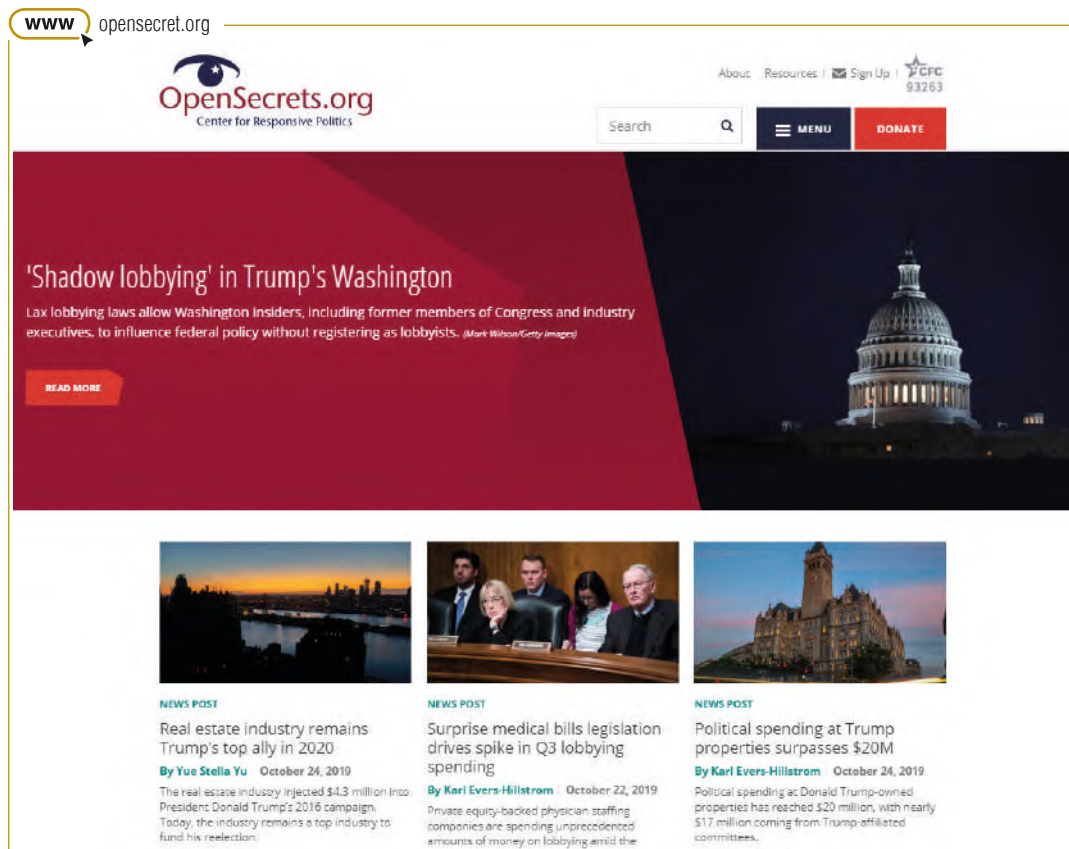 www opensecret.org
OpenSecrets.org
Center for Responsive Politics
About Resources | Sign Up |
CFC
93263
Search
MENU
DONATE
'Shadow lobbying' in Trump's Washington
Lax lobbying laws allow Washington insiders, including former members of Congress and industry
executives, to influence federal policy without registering as lobbyists. (Mark Wilson/Getty Images)
READ MORE
NEWS POST
Real estate industry remains
Trump's top ally in 2020
By Yue Stella Yu | October 24, 2019
The real estate industry injected $4.3 million into
President Donald Trump's 2016 campaign.
Today, the industry remains a top industry to
fund his reelection.
NEWS POST
Surprise medical bills legislation
drives spike in Q3 lobbying
spending
By Karl Evers-Hillstrom | October 22, 2019
Private equity-backed physician staffing
companies are spending unprecedented
amounts of money on lobbying amid the
NEWS POST
Political spending at Trump
properties surpasses $20M
By Karl Evers-Hillstrom | October 24, 2019
Political spending at Donald Trump-owned
properties has reached $20 million, with nearly
$17 million coming from Trump-affiliated
committees.